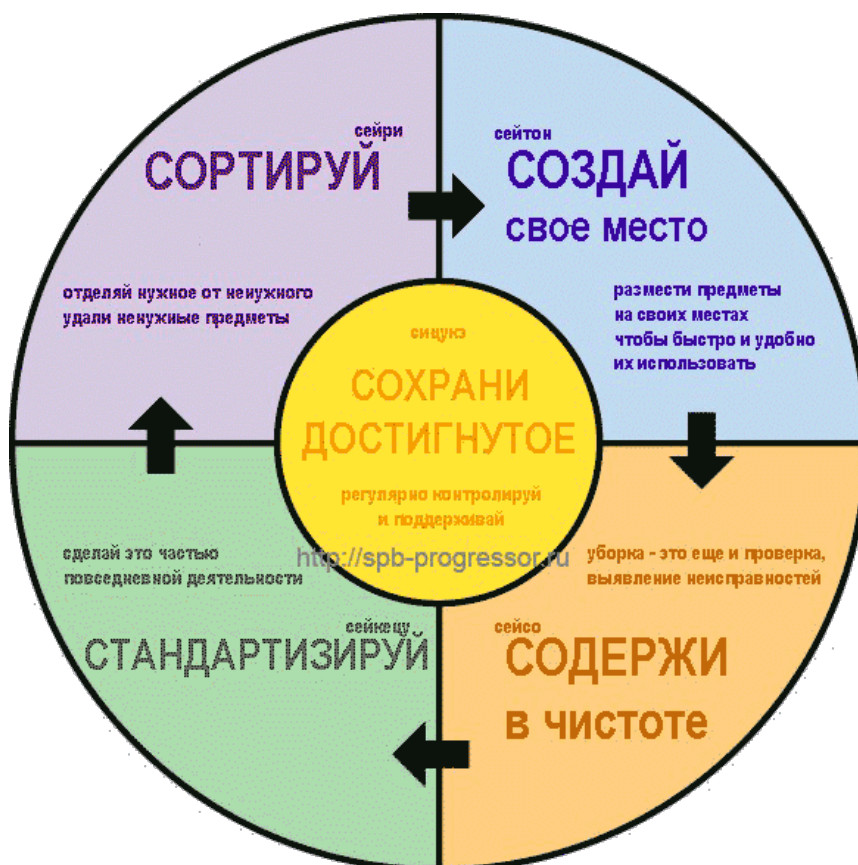 сейри
СОРТИРУЙ
отделяй нужное от ненужного
удали ненужные предметы
сейтон
СОЗДАЙ
свое место
размести предметы
на своих местах
чтобы быстро и удобно
их использовать
сицукэ
СОХРАНИ
ДОСТИГНУТОЕ
регулярно контролируй
и поддерживай
http://spb-progressor.ru
уборка - это еще и проверка,
выявление неисправностей
сейсо
СОДЕРЖИ
в чистоте
сделай это частью
повседневной деятельности
сейкецу
СТАНДАРТИЗИРУЙ